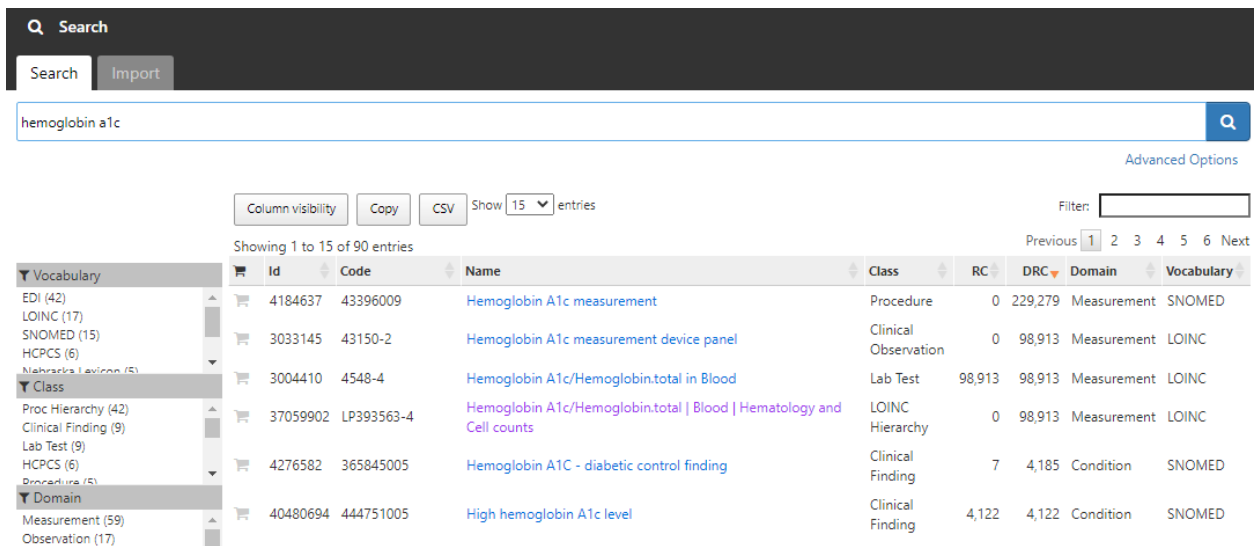 Search
Search Import
hemoglobin a1c
Advanced Options
Column visibility Copy CSV Show 15 entries Filter:
Showing 1 to 15 of 90 entries Previous 1 2 3 4 5 6 Next
Vocabulary
EDI (42)
LOINC (17)
SNOMED (15)
HCPCS (6)
Nebraska Lexicon (5)
Class
Proc Hierarchy (42)
Clinical Finding (9)
Lab Test (9)
HCPCS (6)
Procedure (5)
Domain
Measurement (59)
Observation (17)
Id Code Name Class RC DRC Domain Vocabulary
4184637 43396009 Hemoglobin A1c measurement Procedure 0 229,279 Measurement SNOMED
3033145 43150-2 Hemoglobin A1c measurement device panel Clinical Observation 0 98,913 Measurement LOINC
3004410 4548-4 Hemoglobin A1c/Hemoglobin.total in Blood Lab Test 98,913 98,913 Measurement LOINC
37059902 LP393563-4 Hemoglobin A1c/Hemoglobin.total | Blood | Hematology and Cell counts LOINC Hierarchy 0 98,913 Measurement LOINC
4276582 365845005 Hemoglobin A1C - diabetic control finding Clinical Finding 7 4,185 Condition SNOMED
40480694 444751005 High hemoglobin A1c level Clinical Finding 4,122 4,122 Condition SNOMED